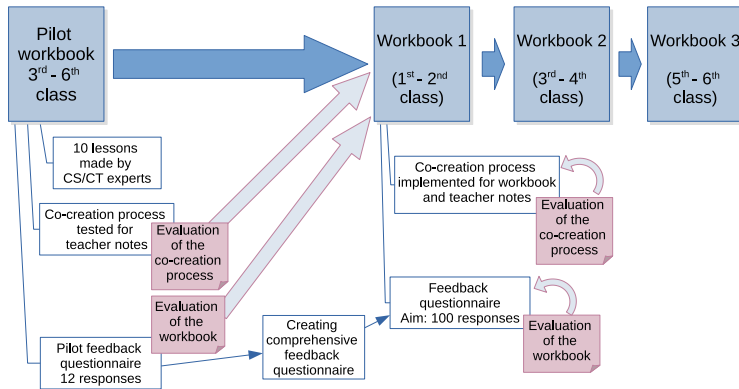 Pilot
workbook
3rd - 6th
class
Workbook 1
(1st - 2nd
class)
Workbook 2
(3rd - 4th
class)
Workbook 3
(5th - 6th
class)
10 lessons
made by
CS/CT experts
Co-creation process
tested for
teacher notes
Evaluation
of the
co-creation
process
Evaluation
of the
workbook
Pilot feedback
questionnaire
12 responses
Creating
comprehensive
feedback
questionnaire
Co-creation process
implemented for workbook
and teacher notes
Evaluation
of the
co-creation
process
Feedback
questionnaire
Aim: 100 responses
Evaluation
of the
workbook